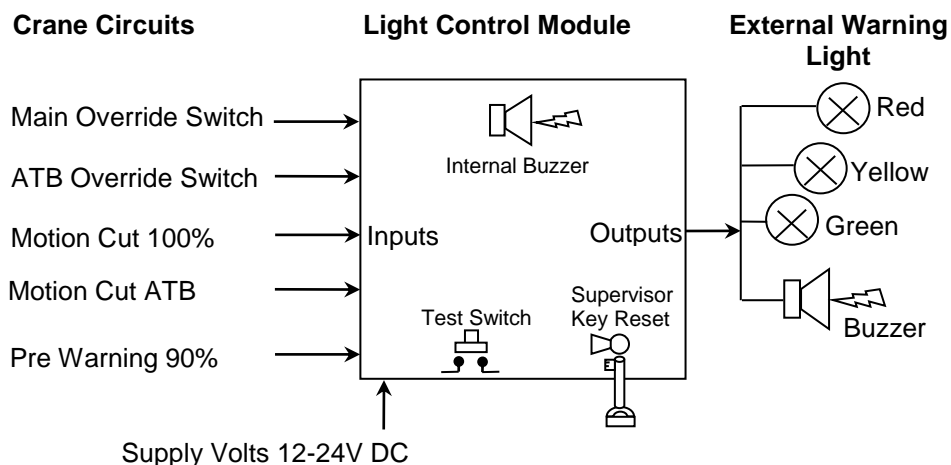 Crane Circuits
Light Control Module
External Warning
Light
Main Override Switch
ATB Override Switch
Motion Cut 100%
Motion Cut ATB
Pre Warning 90%
Supply Volts 12-24V DC
Internal Buzzer
Inputs
Outputs
Test Switch
Supervisor
Key Reset
Red
Yellow
Green
Buzzer